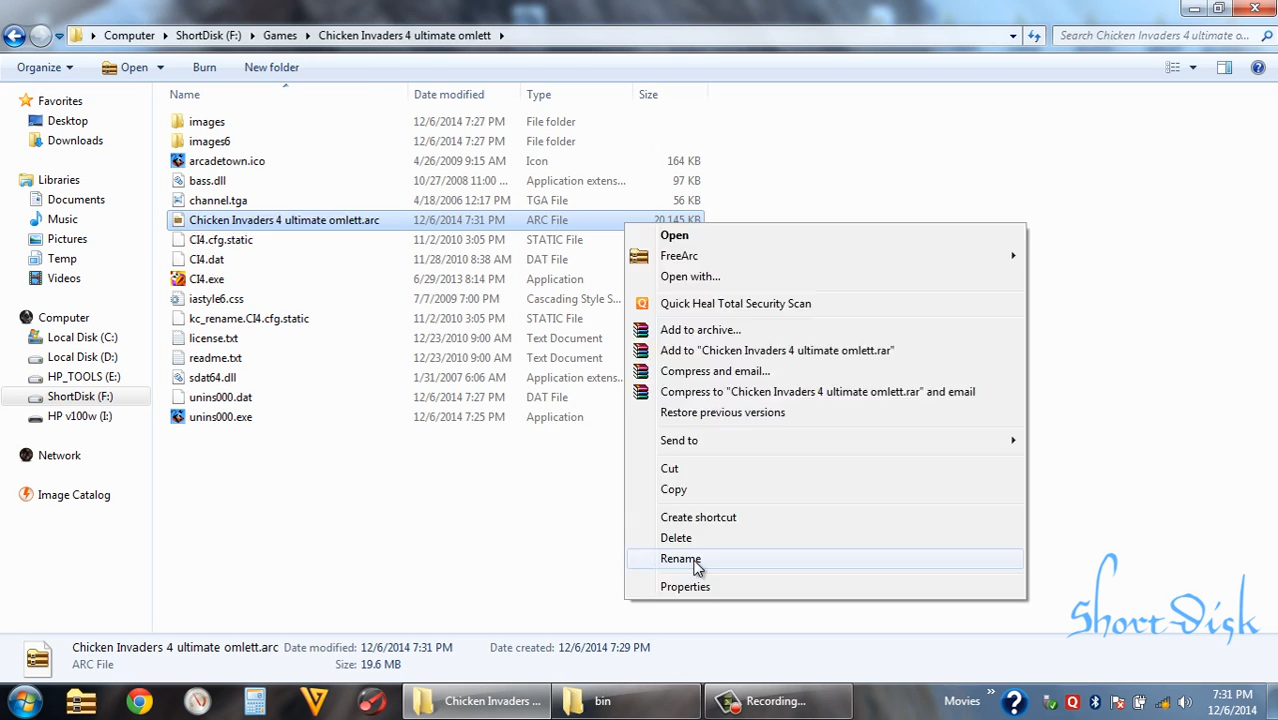 Computer ShortDisk (F:) Games Chicken Invaders 4 ultimate omlett Search Chicken Invaders 4 ultimate o...
Organize Open Burn New folder
Name Date modified Type Size
Favorites
Desktop
Downloads
Libraries
Documents
Music
Pictures
Temp
Videos
Computer
Local Disk (C:)
Local Disk (D:)
HP_TOOLS (E:)
ShortDisk (F:)
HP v100w (I:)
Network
Image Catalog
images 12/6/2014 7:27 PM File folder
images6 12/6/2014 7:27 PM File folder
arcadetown.ico 4/26/2009 9:15 AM Icon 164 KB
bass.dll 10/27/2008 11:00 ... Application extens... 97 KB
channel.tga 4/18/2006 12:17 PM TGA File 56 KB
Chicken Invaders 4 ultimate omlett.arc 12/6/2014 7:31 PM ARC File 20,145 KB
CI4.cfg.static 11/2/2010 3:05 PM STATIC File
CI4.dat 11/28/2010 8:38 AM DAT File
CI4.exe 6/29/2013 8:14 PM Application
iastyle6.css 7/7/2009 7:00 PM Cascading Style S...
kc_rename.CI4.cfg.static 11/2/2010 3:05 PM STATIC File
license.txt 12/23/2010 9:00 AM Text Document
readme.txt 12/23/2010 9:00 AM Text Document
sdat64.dll 1/31/2007 6:06 AM Application extens...
unins000.dat 12/6/2014 7:27 PM DAT File
unins000.exe 12/6/2014 7:25 PM Application
Open
FreeArc
Open with...
Quick Heal Total Security Scan
Add to archive...
Add to "Chicken Invaders 4 ultimate omlett.rar"
Compress and email...
Compress to "Chicken Invaders 4 ultimate omlett.rar" and email
Restore previous versions
Send to
Cut
Copy
Create shortcut
Delete
Rename
Properties
ShortDisk
Chicken Invaders 4 ultimate omlett.arc Date modified: 12/6/2014 7:31 PM Date created: 12/6/2014 7:29 PM
ARC File Size: 19.6 MB
Chicken Invaders ... bin Recording... Movies 7:31 PM
12/6/2014